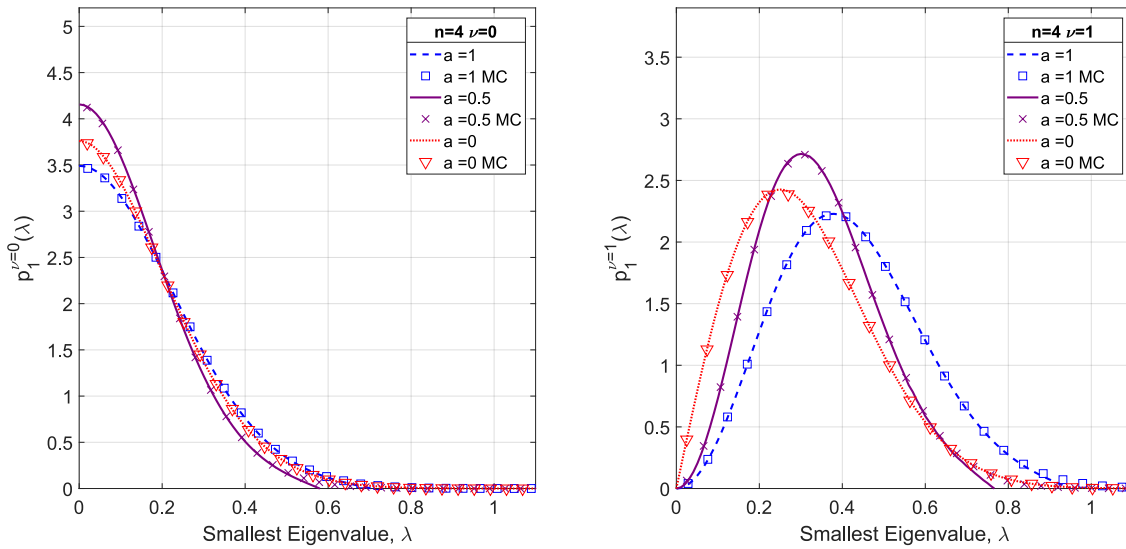 n=4 ν=0
a =1
a =1 MC
a =0.5
a =0.5 MC
a =0
a =0 MC
5
4.5
4
3.5
3
2.5
2
1.5
1
0.5
0
0 0.2 0.4 0.6 0.8 1
p₁^ν=0(λ)
Smallest Eigenvalue, λ
n=4 ν=1
a =1
a =1 MC
a =0.5
a =0.5 MC
a =0
a =0 MC
3.5
3
2.5
2
1.5
1
0.5
0
0 0.2 0.4 0.6 0.8 1
p₁^ν=1(λ)
Smallest Eigenvalue, λ